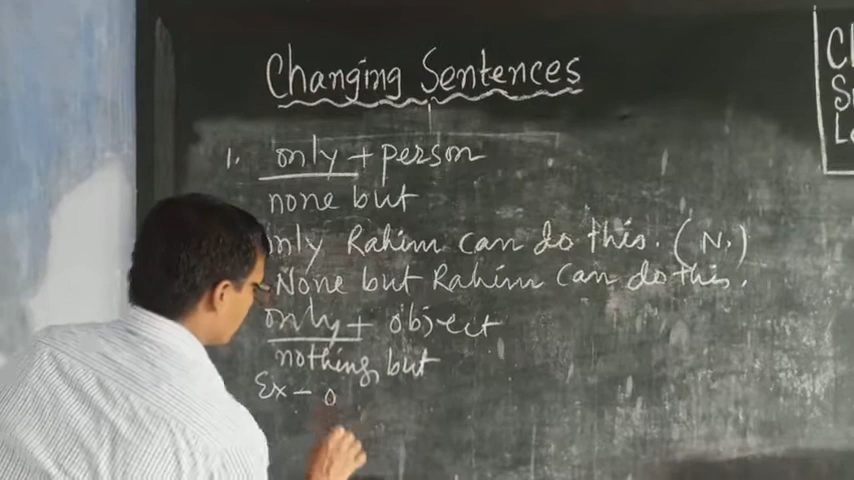 Changing Sentences
1. only + person
none but
only Rahim can do this. (N.)
None but Rahim can do this.
only + object
nothing but
Ex - o